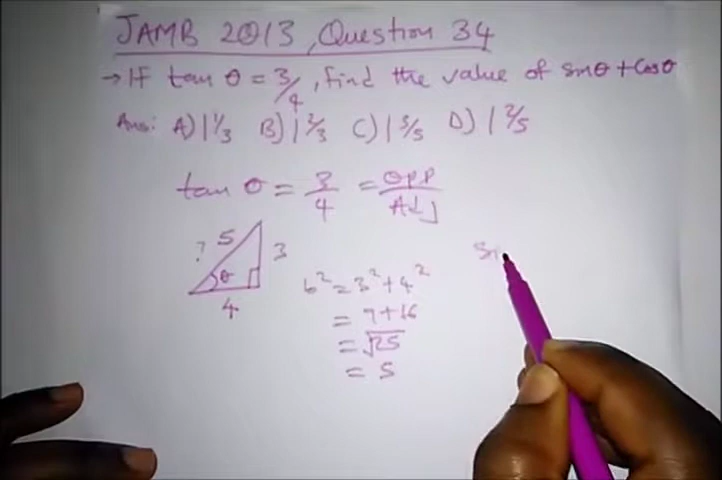 JAMB 2013, Question 34
→ If tan θ = 3/4, find the value of sinθ + cosθ
Ans: A) 1 1/3 B) 1 2/3 C) 1 3/5 D) 1 2/5
tan θ = 3/4 = Opp/Adj
? 5 3
θ
4
b² = 3² + 4²
= 9 + 16
= √25
= 5